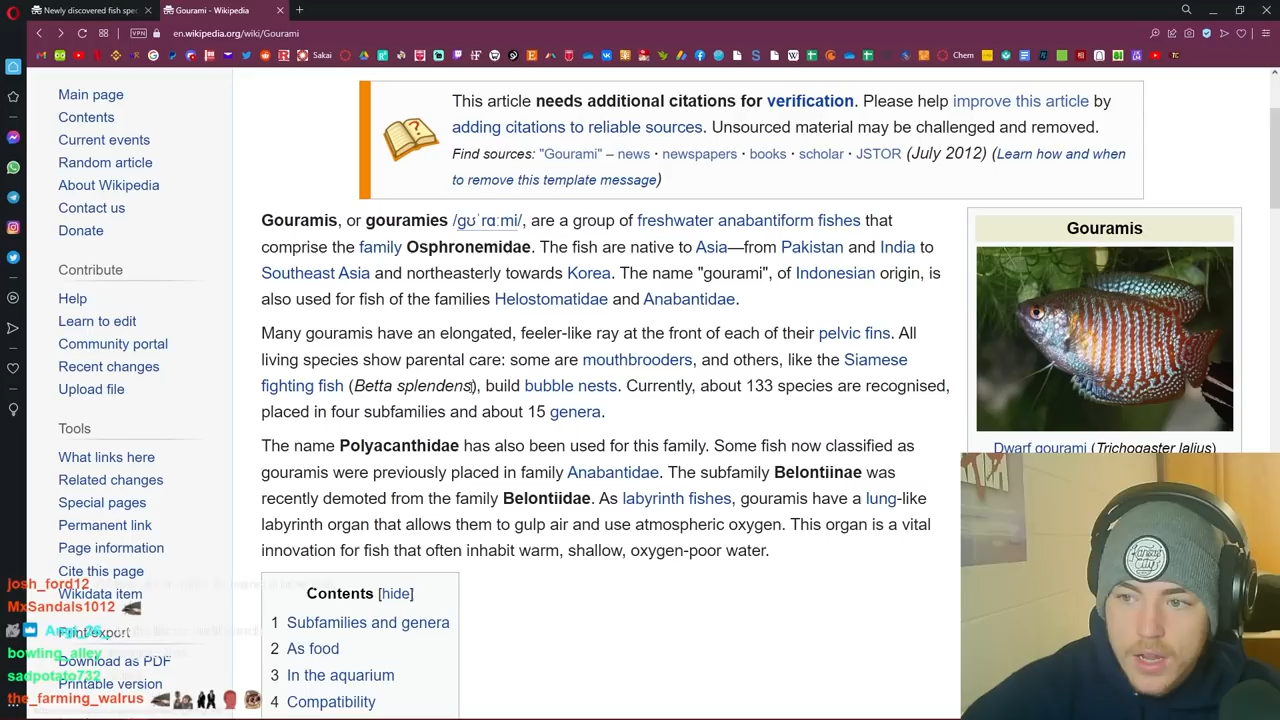 Newly discovered fish spec
Gourami - Wikipedia
VPN
en.wikipedia.org/wiki/Gourami
Sakai
Chem
Main page
Contents
Current events
Random article
About Wikipedia
Contact us
Donate
Contribute
Help
Learn to edit
Community portal
Recent changes
Upload file
Tools
What links here
Related changes
Special pages
Permanent link
Page information
Cite this page
Wikidata item
Print/export
Download as PDF
Printable version
This article needs additional citations for verification. Please help improve this article by
adding citations to reliable sources. Unsourced material may be challenged and removed.
Find sources: "Gourami" – news · newspapers · books · scholar · JSTOR (July 2012) (Learn how and when
to remove this template message)
Gouramis, or gouramies /ɡʊˈrɑːmi/, are a group of freshwater anabantiform fishes that
comprise the family Osphronemidae. The fish are native to Asia—from Pakistan and India to
Southeast Asia and northeasterly towards Korea. The name "gourami", of Indonesian origin, is
also used for fish of the families Helostomatidae and Anabantidae.
Many gouramis have an elongated, feeler-like ray at the front of each of their pelvic fins. All
living species show parental care: some are mouthbrooders, and others, like the Siamese
fighting fish (Betta splendens), build bubble nests. Currently, about 133 species are recognised,
placed in four subfamilies and about 15 genera.
The name Polyacanthidae has also been used for this family. Some fish now classified as
gouramis were previously placed in family Anabantidae. The subfamily Belontiinae was
recently demoted from the family Belontiidae. As labyrinth fishes, gouramis have a lung-like
labyrinth organ that allows them to gulp air and use atmospheric oxygen. This organ is a vital
innovation for fish that often inhabit warm, shallow, oxygen-poor water.
Contents [hide]
1 Subfamilies and genera
2 As food
3 In the aquarium
4 Compatibility
Gourami
Dwarf gourami (Trichogaster lalius)
josh_ford12
MxSandals1012
bowling_alley
sadpotato732
the_farming_walrus
Kansas
City